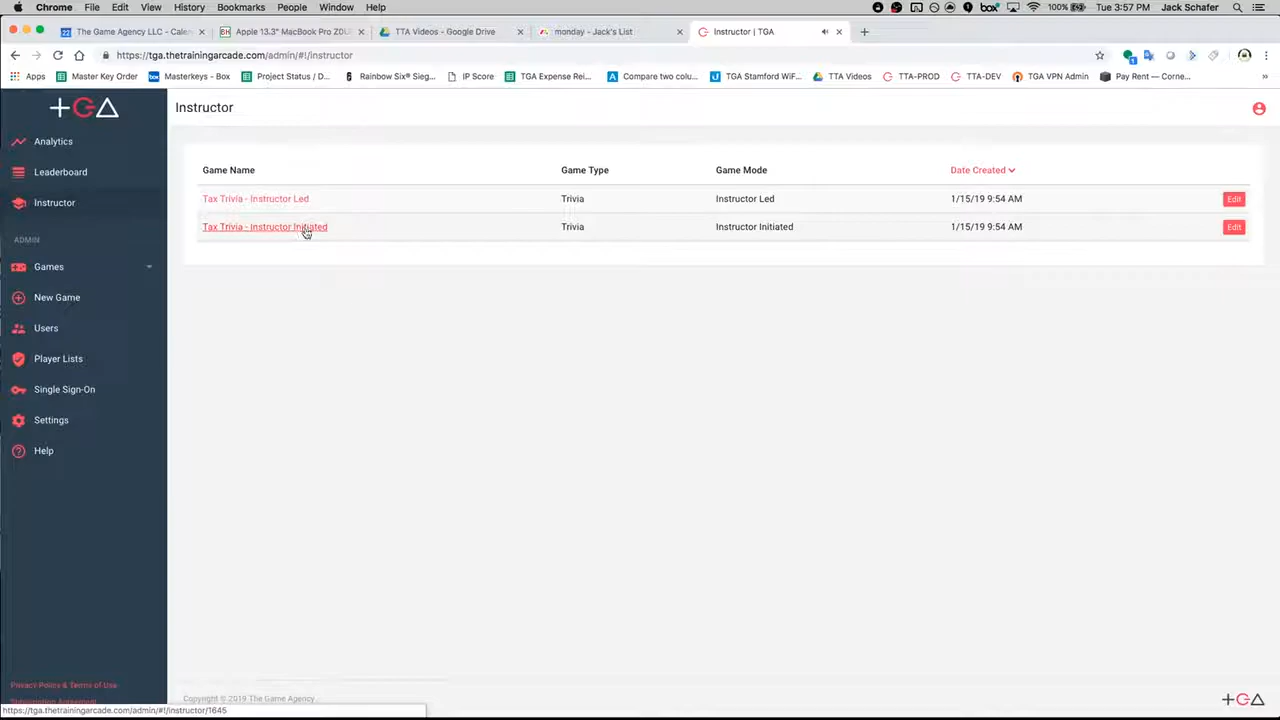 Chrome File Edit View History Bookmarks People Window Help 100% Tue 3:57 PM Jack Schafer
The Game Agency LLC - Calen Apple 13.3" MacBook Pro Z0U TTA Videos - Google Drive monday - Jack's List Instructor | TGA
https://tga.thetrainingarcade.com/admin/#!/instructor
Apps Master Key Order Masterkeys - Box Project Status / D... Rainbow Six® Sieg... IP Score TGA Expense Rei... Compare two colu... TGA Stamford WiF... TTA Videos TTA-PROD TTA-DEV TGA VPN Admin Pay Rent — Corne... »
TGA
Instructor
Analytics
Leaderboard
Instructor
ADMIN
Games
New Game
Users
Player Lists
Single Sign-On
Settings
Help
Game Name Game Type Game Mode Date Created
Tax Trivia - Instructor Led Trivia Instructor Led 1/15/19 9:54 AM Edit
Tax Trivia - Instructor Initiated Trivia Instructor Initiated 1/15/19 9:54 AM Edit
Privacy Policy & Terms of Use
Subscription Agreement
Copyright © 2019 The Game Agency
TGA
https://tga.thetrainingarcade.com/admin/#!/instructor/1645